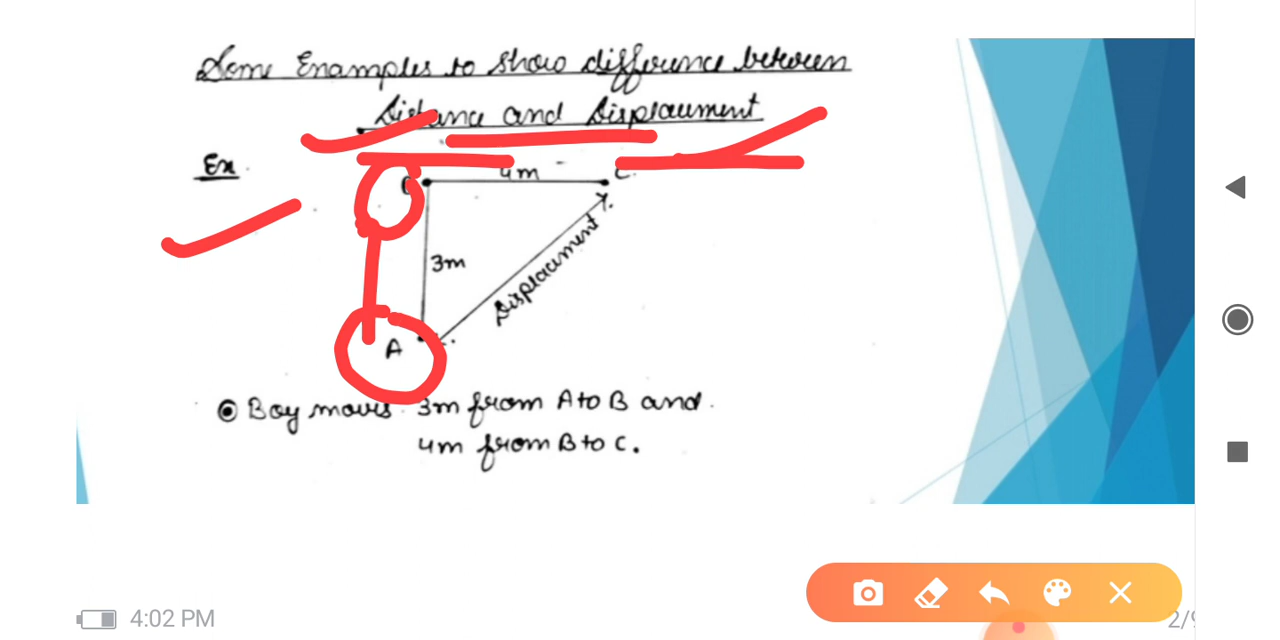 Some Examples to show difference between
Distance and Displacement
Ex.
4m
C.
3m
Displacement
A
Boy moves 3m from A to B and.
4m from B to C.
4:02 PM